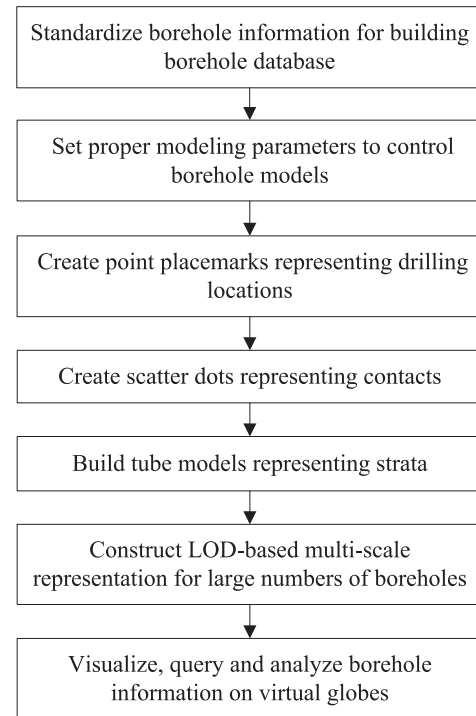 Standardize borehole information for building
borehole database
Set proper modeling parameters to control
borehole models
Create point placemarks representing drilling
locations
Create scatter dots representing contacts
Build tube models representing strata
Construct LOD-based multi-scale
representation for large numbers of boreholes
Visualize, query and analyze borehole
information on virtual globes